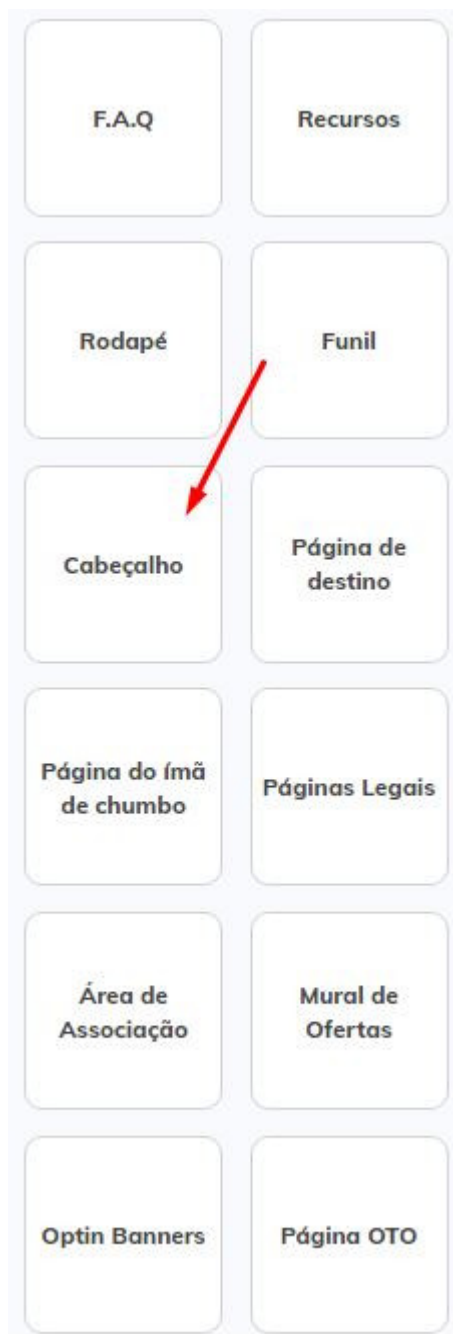 F.A.Q
Recursos
Rodapé
Funil
Cabeçalho
Página de
destino
Página do ímã
de chumbo
Páginas Legais
Área de
Associação
Mural de
Ofertas
Optin Banners
Página OTO